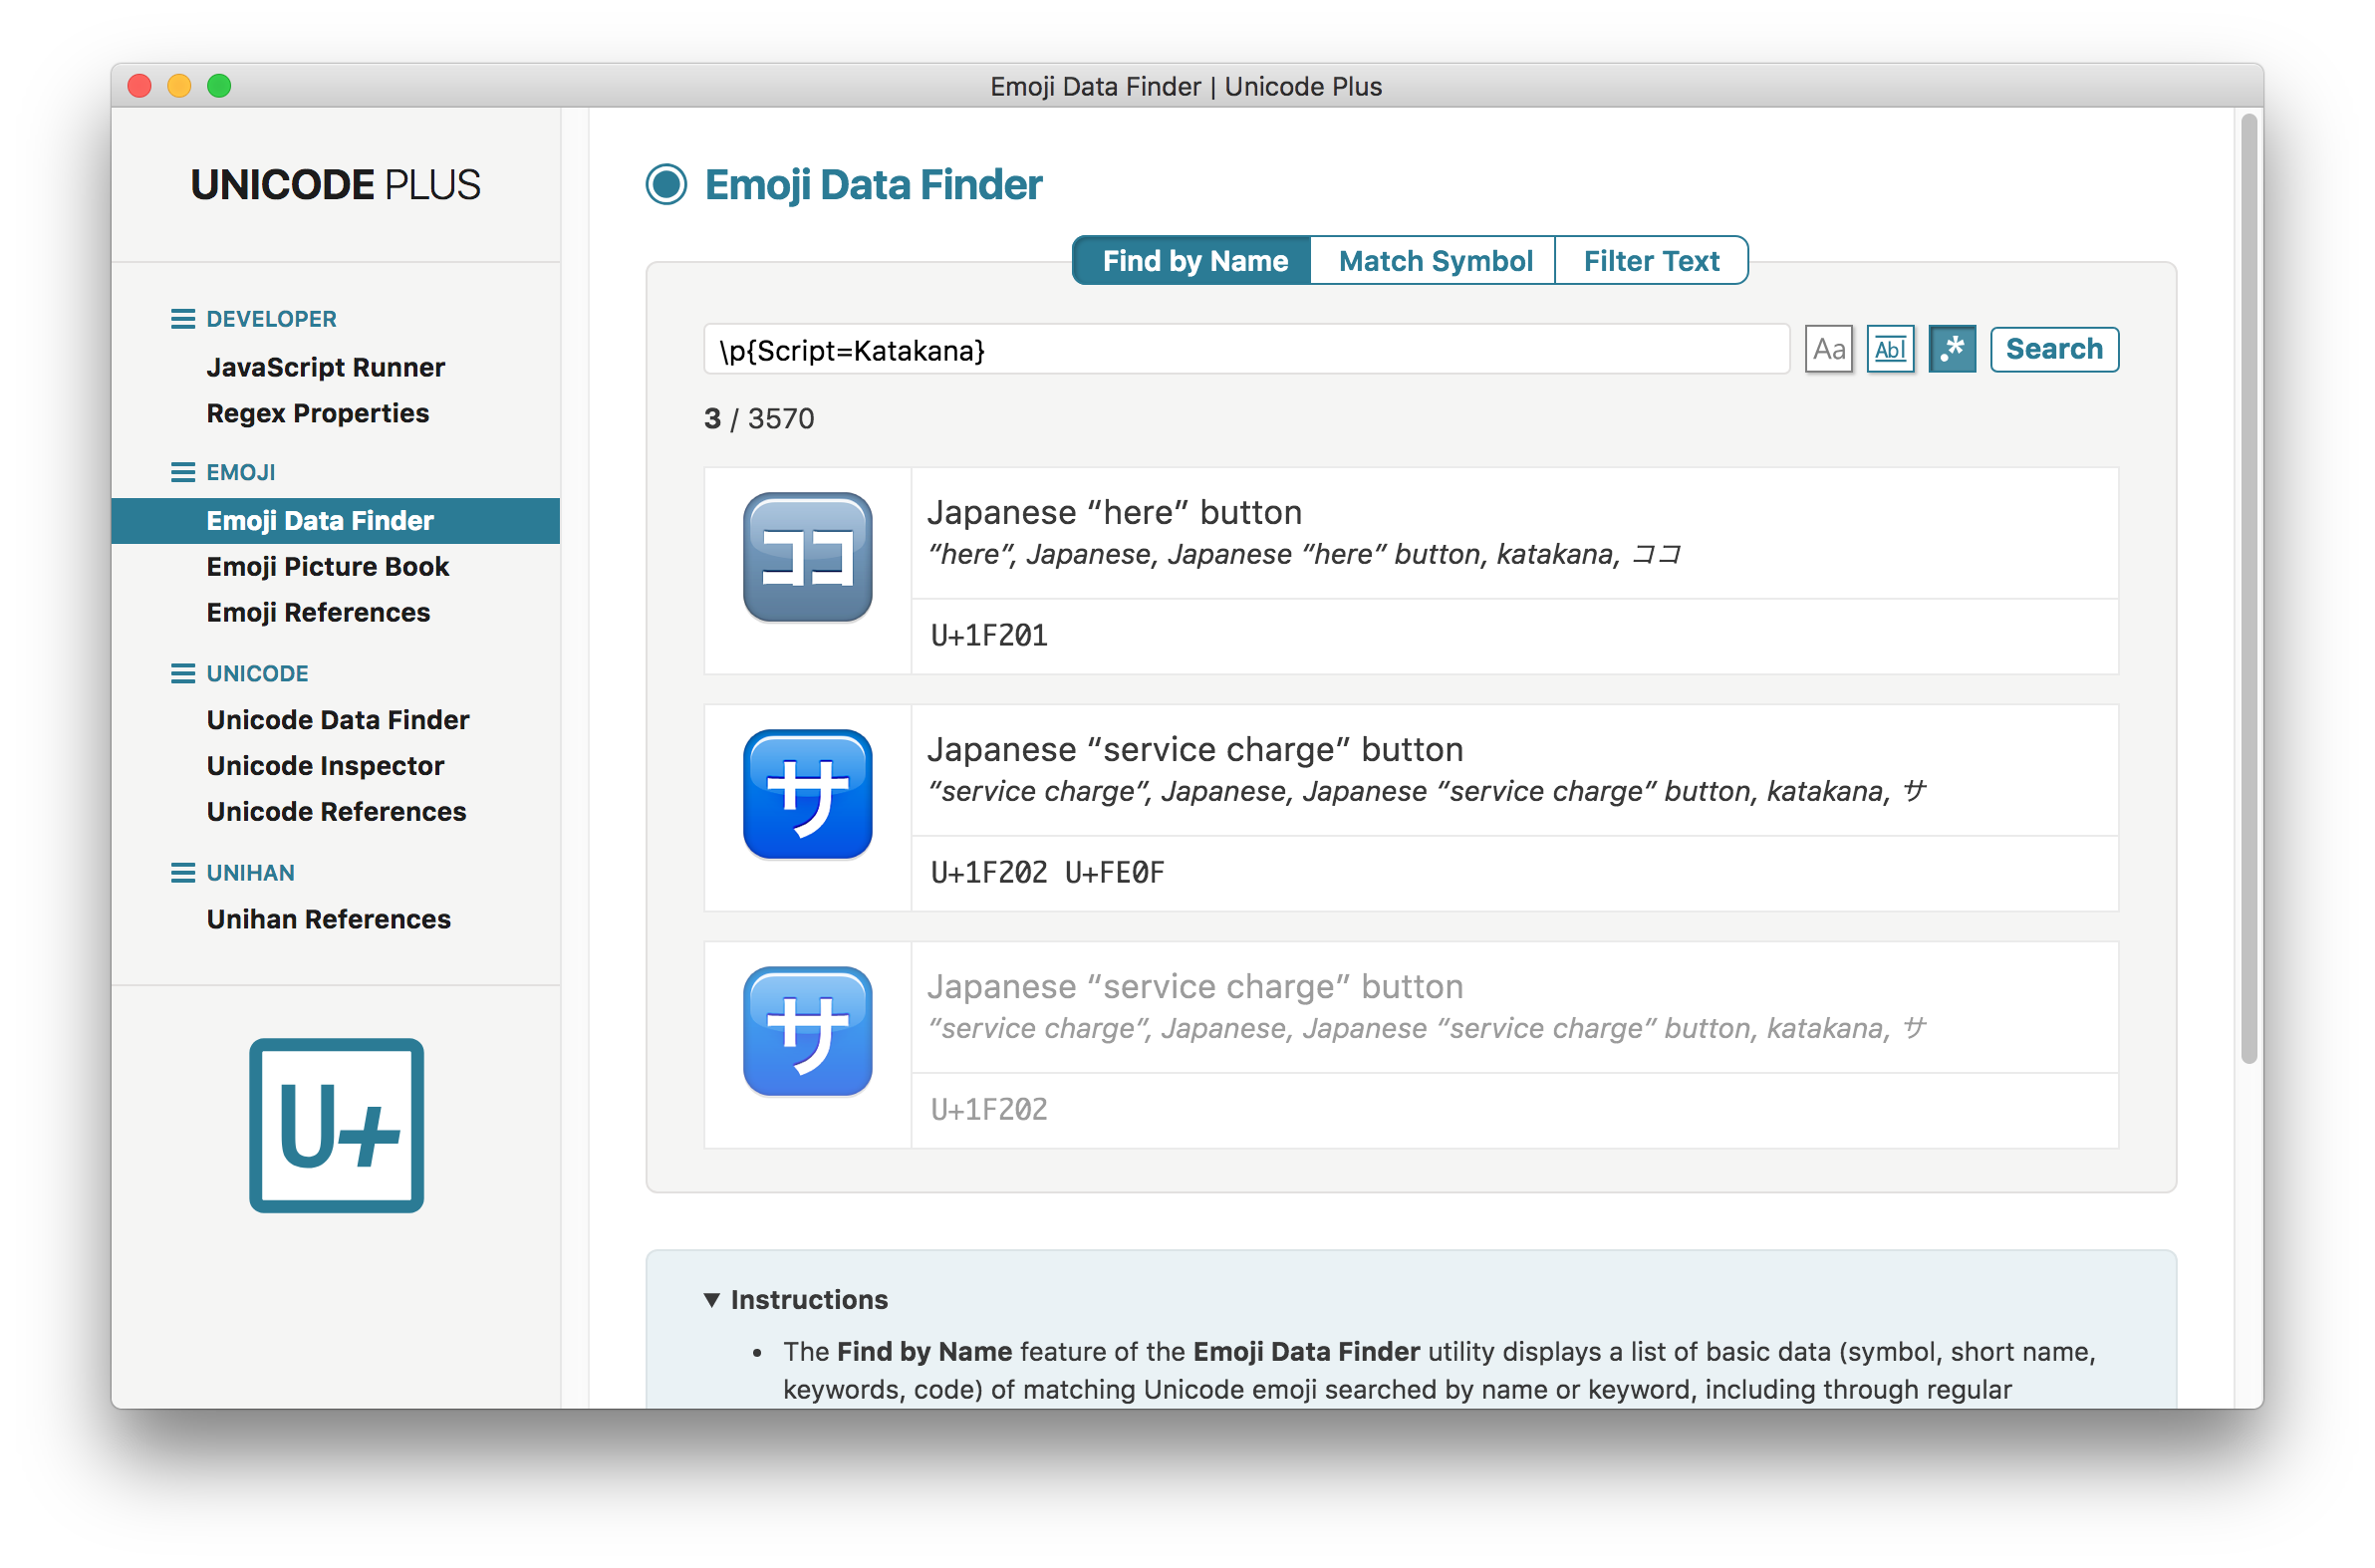 Emoji Data Finder | Unicode Plus
UNICODE PLUS
DEVELOPER
JavaScript Runner
Regex Properties
EMOJI
Emoji Data Finder
Emoji Picture Book
Emoji References
UNICODE
Unicode Data Finder
Unicode Inspector
Unicode References
UNIHAN
Unihan References
U+
Emoji Data Finder
Find by Name Match Symbol Filter Text
\p{Script=Katakana} Aa Abl .* Search
3 / 3570
ココ
Japanese “here” button
“here”, Japanese, Japanese “here” button, katakana, ココ
U+1F201
サ
Japanese “service charge” button
“service charge”, Japanese, Japanese “service charge” button, katakana, サ
U+1F202 U+FE0F
サ
Japanese “service charge” button
“service charge”, Japanese, Japanese “service charge” button, katakana, サ
U+1F202
▼ Instructions
• The Find by Name feature of the Emoji Data Finder utility displays a list of basic data (symbol, short name,
keywords, code) of matching Unicode emoji searched by name or keyword, including through regular